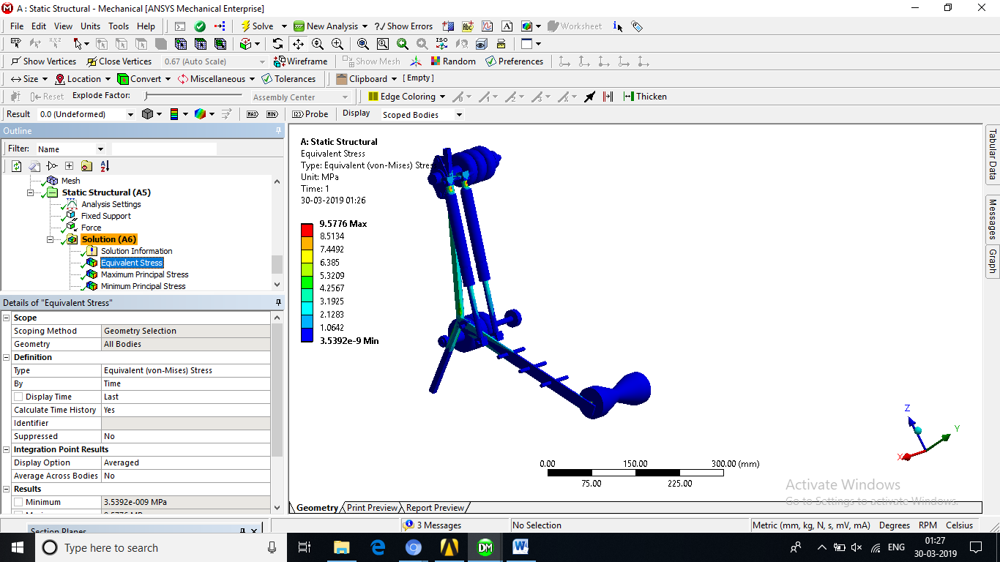 A : Static Structural - Mechanical [ANSYS Mechanical Enterprise]
File Edit View Units Tools Help Solve New Analysis ?/ Show Errors Worksheet
Show Vertices Close Vertices 0.67 (Auto Scale) Wireframe Show Mesh Random Preferences
Size Location Convert Miscellaneous Tolerances Clipboard [ Empty ]
Reset Explode Factor: Assembly Center Edge Coloring Thicken
Result 0.0 (Undeformed) MAX MIN 123 Probe Display Scoped Bodies
Outline
Filter: Name
Mesh
Static Structural (A5)
Analysis Settings
Fixed Support
Force
Solution (A6)
Solution Information
Equivalent Stress
Maximum Principal Stress
Minimum Principal Stress
Details of "Equivalent Stress"
Scope
Scoping Method Geometry Selection
Geometry All Bodies
Definition
Type Equivalent (von-Mises) Stress
By Time
Display Time Last
Calculate Time History Yes
Identifier
Suppressed No
Integration Point Results
Display Option Averaged
Average Across Bodies No
Results
Minimum 3.5392e-009 MPa
Section Planes
A: Static Structural
Equivalent Stress
Type: Equivalent (von-Mises) Stres
Unit: MPa
Time: 1
30-03-2019 01:26
9.5776 Max
8.5134
7.4492
6.385
5.3209
4.2567
3.1925
2.1283
1.0642
3.5392e-9 Min
Z
Y
X
0.00 150.00 300.00 (mm)
75.00 225.00
Activate Windows
Go to Settings to activate Windows.
Geometry Print Preview Report Preview
Tabular Data
Messages
Graph
3 Messages No Selection Metric (mm, kg, N, s, mV, mA) Degrees RPM Celsius
Type here to search
DM
ENG
01:27
30-03-2019